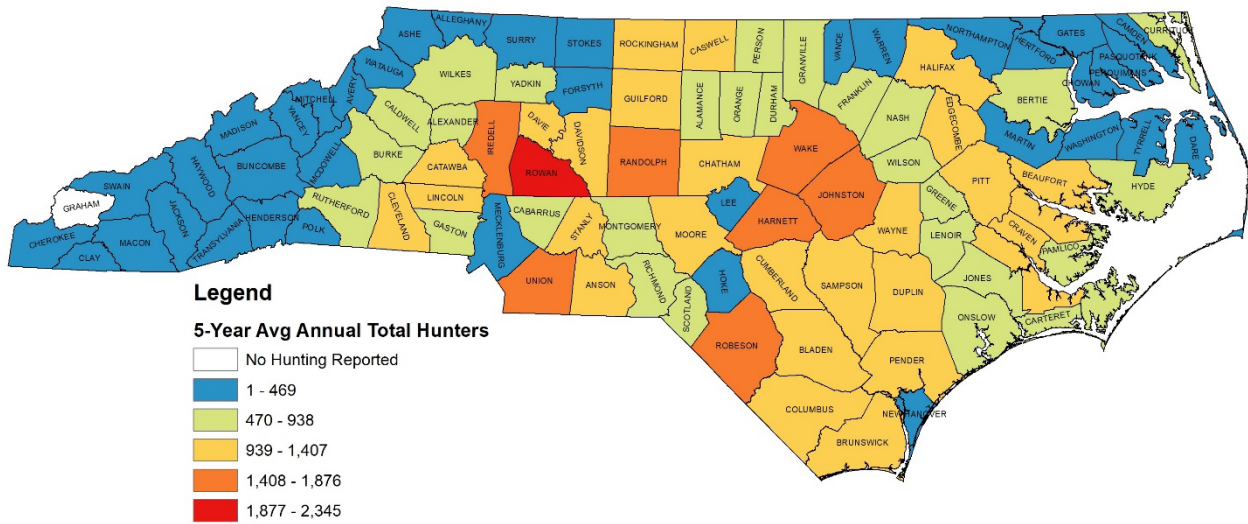 ALLEGHANY
ASHE
SURRY
STOKES
ROCKINGHAM
CASWELL
PERSON
GRANVILLE
VANCE
WARREN
NORTHAMPTON
HERTFORD
GATES
CAMDEN
CURRITUCK
PASQUOTANK
PERQUIMANS
CHOWAN
WATAUGA
WILKES
YADKIN
FORSYTH
GUILFORD
ALAMANCE
ORANGE
DURHAM
FRANKLIN
HALIFAX
NASH
EDGECOMBE
BERTIE
MARTIN
WASHINGTON
TYRRELL
DARE
AVERY
MITCHELL
YANCEY
MADISON
CALDWELL
ALEXANDER
IREDELL
DAVIE
DAVIDSON
RANDOLPH
CHATHAM
WAKE
WILSON
PITT
BEAUFORT
HYDE
BUNCOMBE
MCDOWELL
BURKE
CATAWBA
ROWAN
JOHNSTON
GREENE
HAYWOOD
SWAIN
GRAHAM
RUTHERFORD
LINCOLN
CABARRUS
STANLY
MONTGOMERY
MOORE
LEE
HARNETT
WAYNE
LENOIR
CRAVEN
PAMLICO
CHEROKEE
CLAY
MACON
JACKSON
TRANSYLVANIA
HENDERSON
POLK
CLEVELAND
GASTON
MECKLENBURG
UNION
ANSON
RICHMOND
SCOTLAND
HOKE
CUMBERLAND
SAMPSON
DUPLIN
JONES
ONSLOW
CARTERET
ROBESON
BLADEN
PENDER
COLUMBUS
BRUNSWICK
NEW HANOVER
Legend
5-Year Avg Annual Total Hunters
No Hunting Reported
1 - 469
470 - 938
939 - 1,407
1,408 - 1,876
1,877 - 2,345